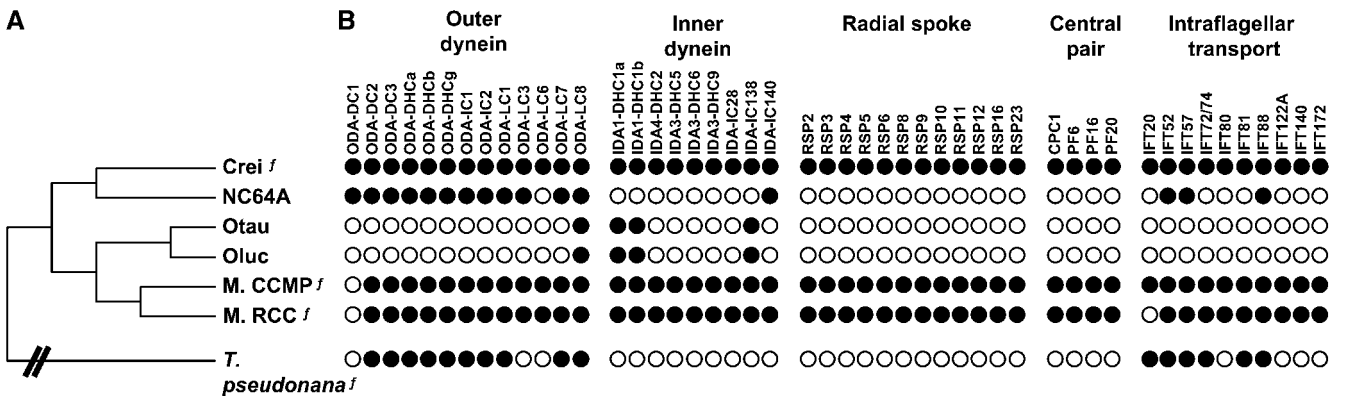 A
B
Outer
dynein
Inner
dynein
Radial spoke
Central
pair
Intraflagellar
transport
ODA-DC1
ODA-DC2
ODA-DC3
ODA-DHCa
ODA-DHCb
ODA-DHCg
ODA-IC1
ODA-IC2
ODA-LC1
ODA-LC3
ODA-LC6
ODA-LC7
ODA-LC8
IDA1-DHC1a
IDA1-DHC1b
IDA4-DHC2
IDA3-DHC5
IDA3-DHC6
IDA3-DHC9
IDA-IC28
IDA-IC138
IDA-IC140
RSP2
RSP3
RSP4
RSP5
RSP6
RSP8
RSP9
RSP10
RSP11
RSP12
RSP16
RSP23
CPC1
PF6
PF16
PF20
IFT20
IFT52
IFT57
IFT72/74
IFT80
IFT81
IFT88
IFT122A
IFT140
IFT172
Crei f
NC64A
Otau
Oluc
M. CCMP f
M. RCC f
T.
pseudonana f